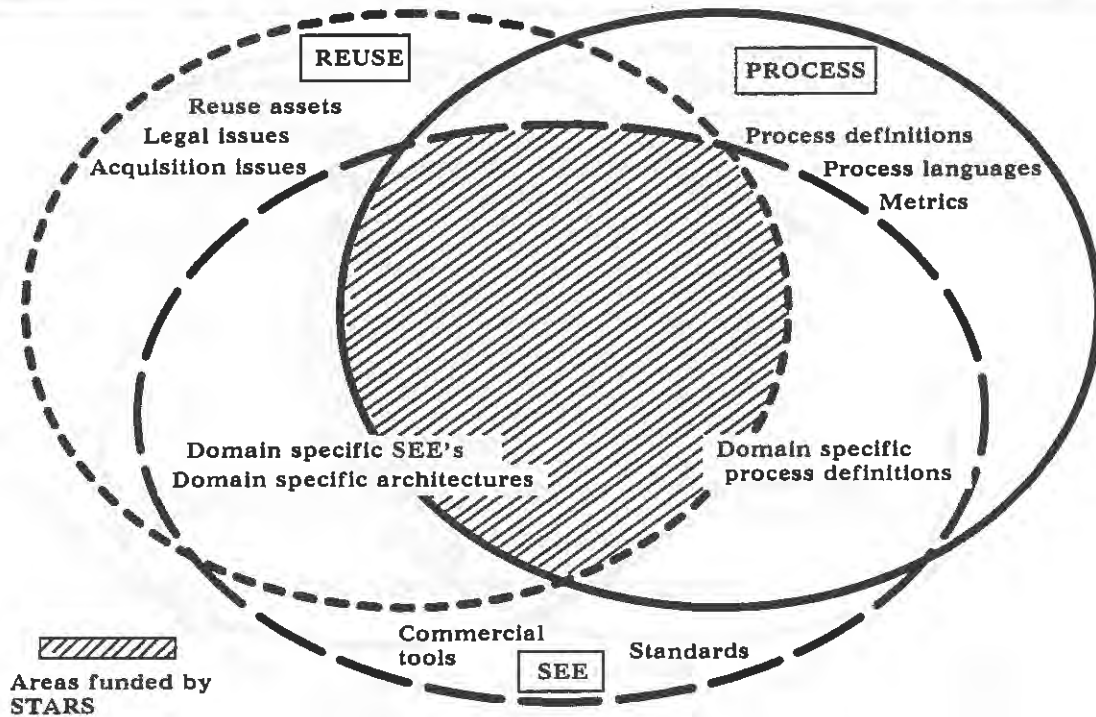 REUSE
PROCESS
Reuse assets
Legal issues
Acquisition issues
Process definitions
Process languages
Metrics
Domain specific SEE's
Domain specific architectures
Domain specific
process definitions
Commercial
tools
Standards
SEE
Areas funded by
STARS